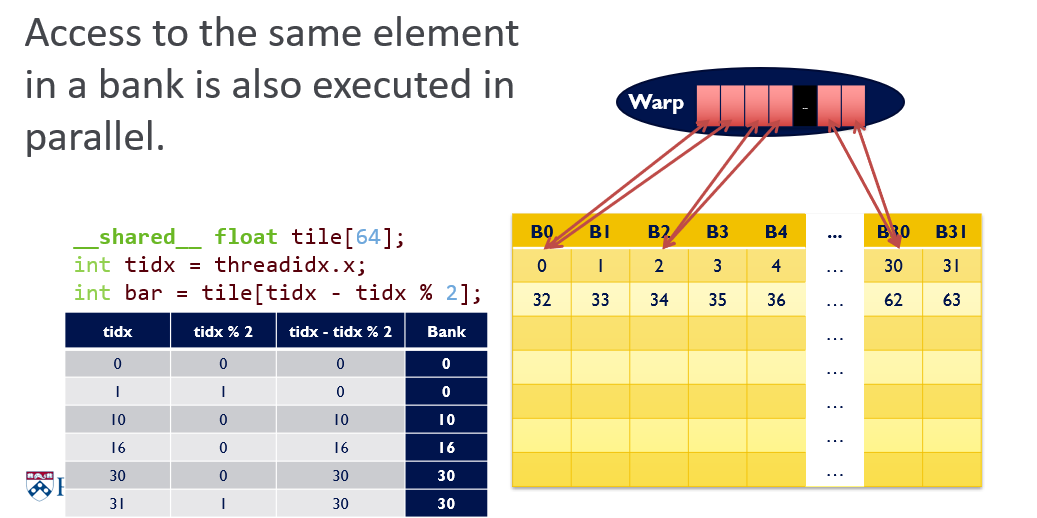 Access to the same element
in a bank is also executed in
parallel.
Warp
...
__shared__ float tile[64];
int tidx = threadidx.x;
int bar = tile[tidx - tidx % 2];
tidx tidx % 2 tidx - tidx % 2 Bank
0 0 0 0
1 1 0 0
10 0 10 10
16 0 16 16
30 0 30 30
31 1 30 30
B0 B1 B2 B3 B4 ... B30 B31
0 1 2 3 4 ... 30 31
32 33 34 35 36 ... 62 63
...
...
...
...
...